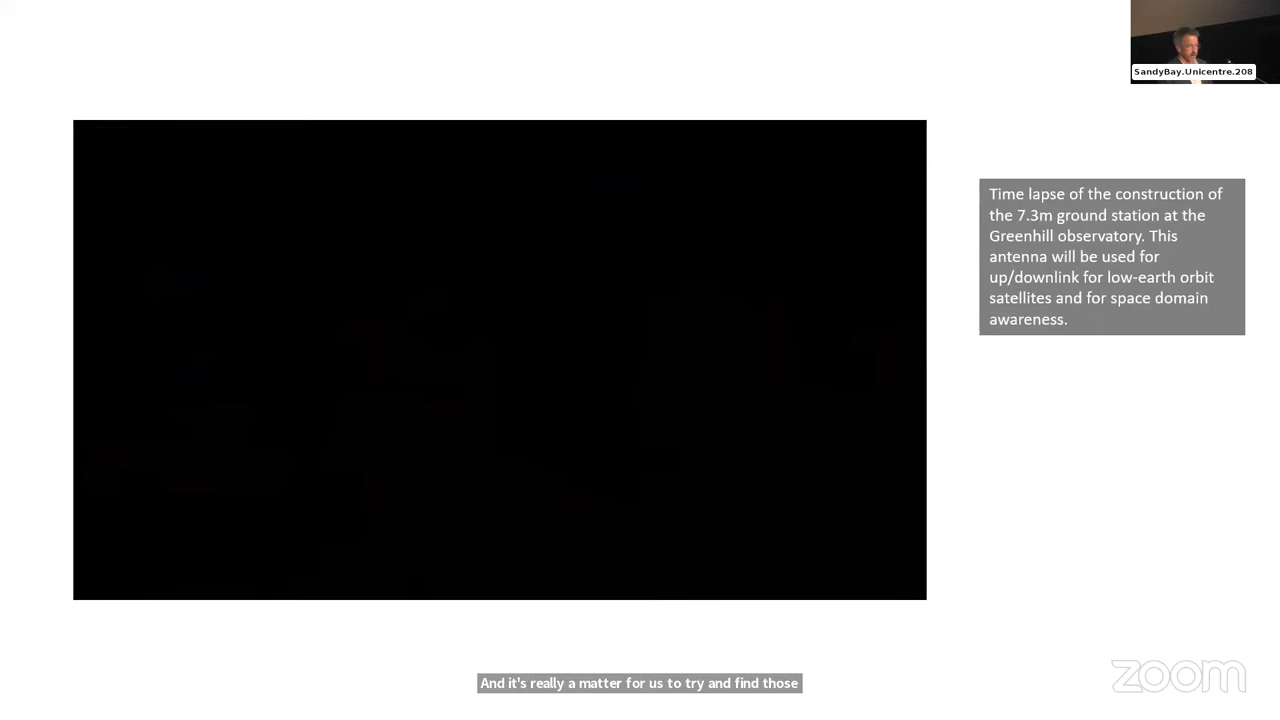 SandyBay.Unicentre.208
Time lapse of the construction of
the 7.3m ground station at the
Greenhill observatory. This
antenna will be used for
up/downlink for low-earth orbit
satellites and for space domain
awareness.
zoom
And it's really a matter for us to try and find those